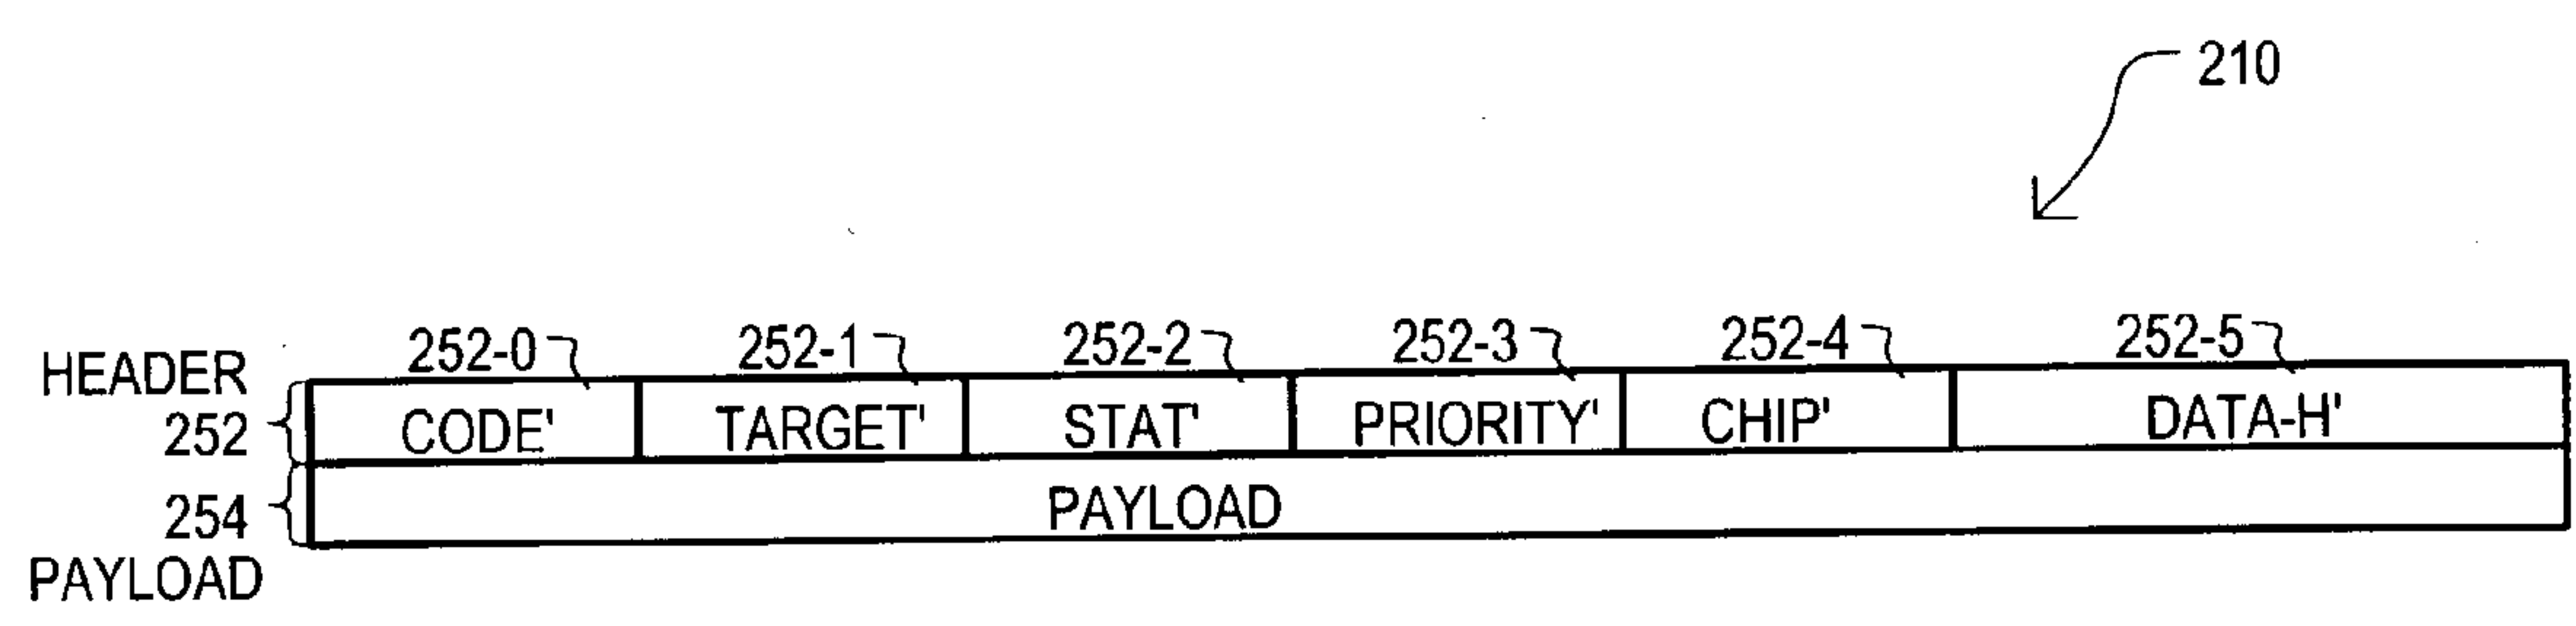 210
252-0 252-1 252-2 252-3 252-4 252-5
HEADER
252
CODE' TARGET' STAT' PRIORITY' CHIP' DATA-H'
254
PAYLOAD
PAYLOAD